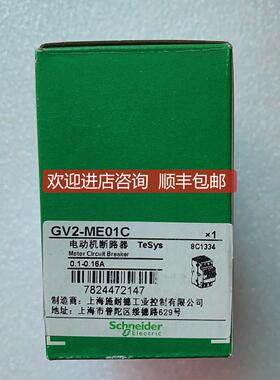 欢迎进店咨询 顺丰包邮
GV2-ME01C
×1
电动机断路器 TeSys
8C1334
Motor Circuit Breaker
0.1-0.16A
7824472147
制造商：上海施耐德工业控制有限公司
地址：上海市普陀区绥德路629号
Schneider
Electric